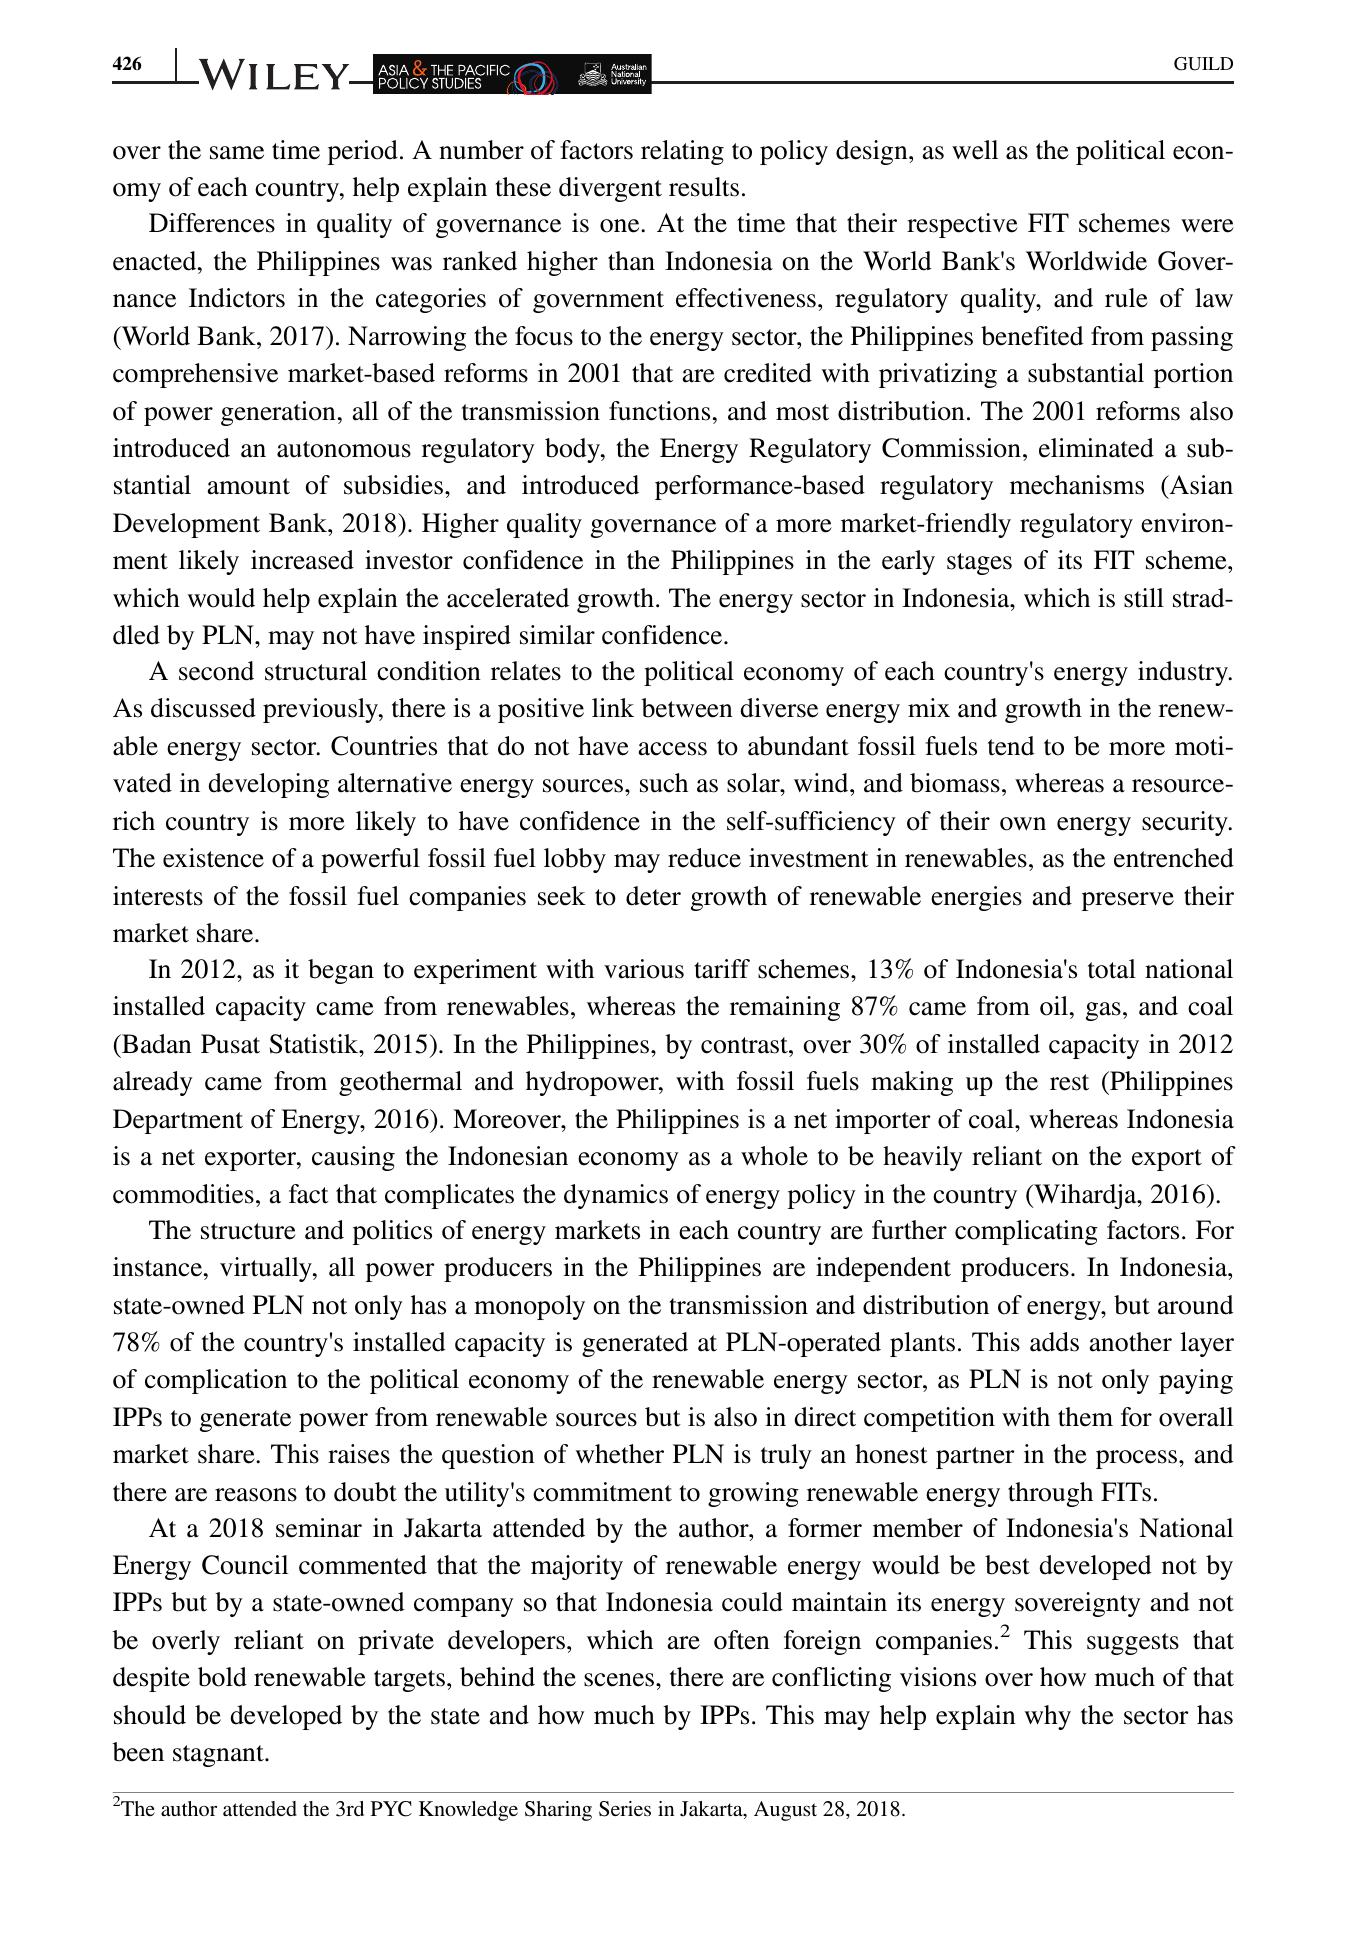 426
WILEY
ASIA & THE PACIFIC
POLICY STUDIES
Australian
National
University
GUILD
over the same time period. A number of factors relating to policy design, as well as the political econ-
omy of each country, help explain these divergent results.
Differences in quality of governance is one. At the time that their respective FIT schemes were
enacted, the Philippines was ranked higher than Indonesia on the World Bank's Worldwide Gover-
nance Indictors in the categories of government effectiveness, regulatory quality, and rule of law
(World Bank, 2017). Narrowing the focus to the energy sector, the Philippines benefited from passing
comprehensive market-based reforms in 2001 that are credited with privatizing a substantial portion
of power generation, all of the transmission functions, and most distribution. The 2001 reforms also
introduced an autonomous regulatory body, the Energy Regulatory Commission, eliminated a sub-
stantial amount of subsidies, and introduced performance-based regulatory mechanisms (Asian
Development Bank, 2018). Higher quality governance of a more market-friendly regulatory environ-
ment likely increased investor confidence in the Philippines in the early stages of its FIT scheme,
which would help explain the accelerated growth. The energy sector in Indonesia, which is still strad-
dled by PLN, may not have inspired similar confidence.
A second structural condition relates to the political economy of each country's energy industry.
As discussed previously, there is a positive link between diverse energy mix and growth in the renew-
able energy sector. Countries that do not have access to abundant fossil fuels tend to be more moti-
vated in developing alternative energy sources, such as solar, wind, and biomass, whereas a resource-
rich country is more likely to have confidence in the self-sufficiency of their own energy security.
The existence of a powerful fossil fuel lobby may reduce investment in renewables, as the entrenched
interests of the fossil fuel companies seek to deter growth of renewable energies and preserve their
market share.
In 2012, as it began to experiment with various tariff schemes, 13% of Indonesia's total national
installed capacity came from renewables, whereas the remaining 87% came from oil, gas, and coal
(Badan Pusat Statistik, 2015). In the Philippines, by contrast, over 30% of installed capacity in 2012
already came from geothermal and hydropower, with fossil fuels making up the rest (Philippines
Department of Energy, 2016). Moreover, the Philippines is a net importer of coal, whereas Indonesia
is a net exporter, causing the Indonesian economy as a whole to be heavily reliant on the export of
commodities, a fact that complicates the dynamics of energy policy in the country (Wihardja, 2016).
The structure and politics of energy markets in each country are further complicating factors. For
instance, virtually, all power producers in the Philippines are independent producers. In Indonesia,
state-owned PLN not only has a monopoly on the transmission and distribution of energy, but around
78% of the country's installed capacity is generated at PLN-operated plants. This adds another layer
of complication to the political economy of the renewable energy sector, as PLN is not only paying
IPPs to generate power from renewable sources but is also in direct competition with them for overall
market share. This raises the question of whether PLN is truly an honest partner in the process, and
there are reasons to doubt the utility's commitment to growing renewable energy through FITs.
At a 2018 seminar in Jakarta attended by the author, a former member of Indonesia's National
Energy Council commented that the majority of renewable energy would be best developed not by
IPPs but by a state-owned company so that Indonesia could maintain its energy sovereignty and not
be overly reliant on private developers, which are often foreign companies.2 This suggests that
despite bold renewable targets, behind the scenes, there are conflicting visions over how much of that
should be developed by the state and how much by IPPs. This may help explain why the sector has
been stagnant.
2The author attended the 3rd PYC Knowledge Sharing Series in Jakarta, August 28, 2018.